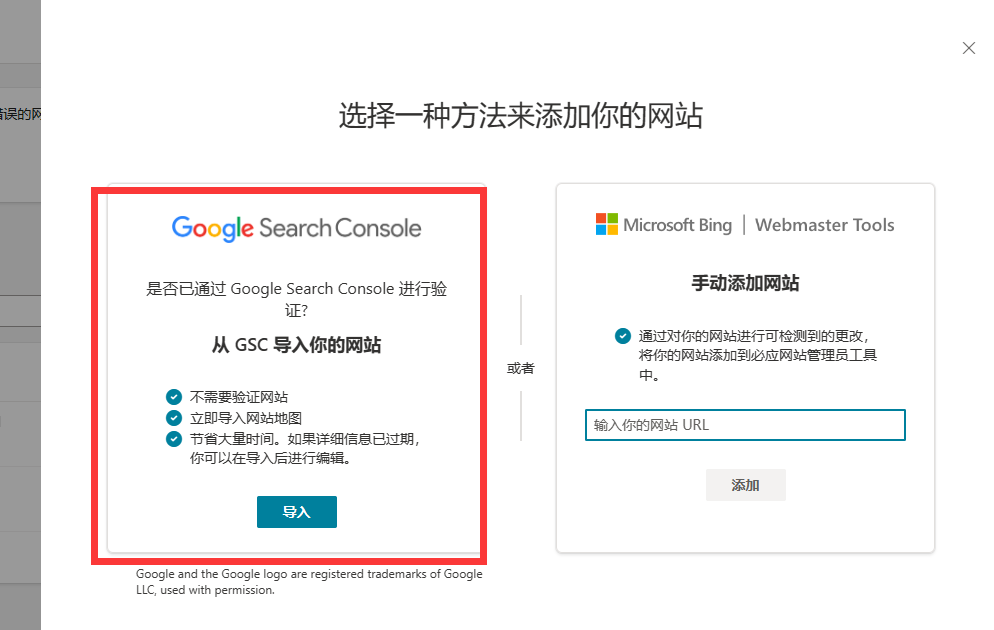 选择一种方法来添加你的网站
错误的网
Google Search Console
是否已通过 Google Search Console 进行验
证?
从 GSC 导入你的网站
不需要验证网站
立即导入网站地图
节省大量时间。如果详细信息已过期，
你可以在导入后进行编辑。
导入
Google and the Google logo are registered trademarks of Google
LLC, used with permission.
或者
Microsoft Bing | Webmaster Tools
手动添加网站
通过对你的网站进行可检测到的更改，
将你的网站添加到必应网站管理员工具
中。
输入你的网站 URL
添加